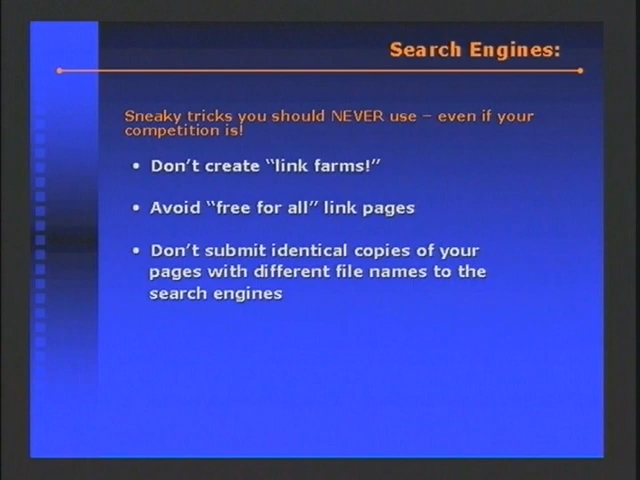 Search Engines:
Sneaky tricks you should NEVER use – even if your
competition is!
• Don't create “link farms!”
• Avoid “free for all” link pages
• Don't submit identical copies of your
pages with different file names to the
search engines